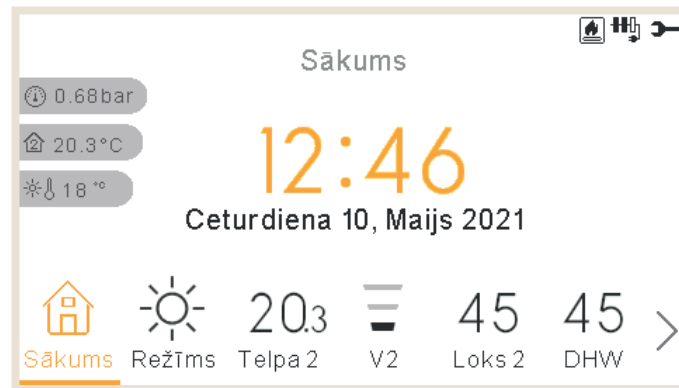 Sākums
0.68bar
2 20.3°C
18 °C
12:46
Ceturdiena 10, Maijs 2021
20.3 45 45
Sākums Režīms Telpa 2 V2 Loks 2 DHW